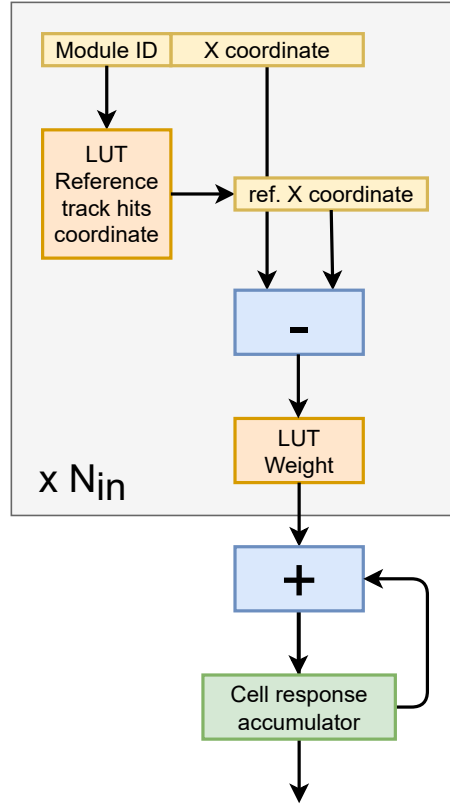 Module ID X coordinate
LUT
Reference
track hits
coordinate
ref. X coordinate
-
LUT
Weight
x Nin
+
Cell response
accumulator